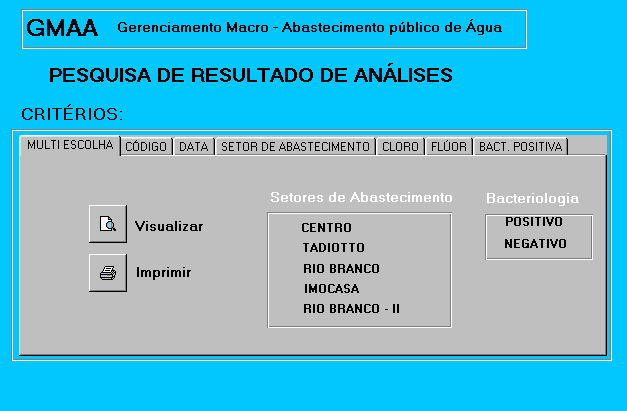 GMAA Gerenciamento Macro - Abastecimento público de Água
PESQUISA DE RESULTADO DE ANÁLISES
CRITÉRIOS:
MULTI ESCOLHA CÓDIGO DATA SETOR DE ABASTECIMENTO CLORO FLÚOR BACT. POSITIVA
Visualizar
Imprimir
Setores de Abastecimento
CENTRO
TADIOTTO
RIO BRANCO
IMOCASA
RIO BRANCO - II
Bacteriologia
POSITIVO
NEGATIVO